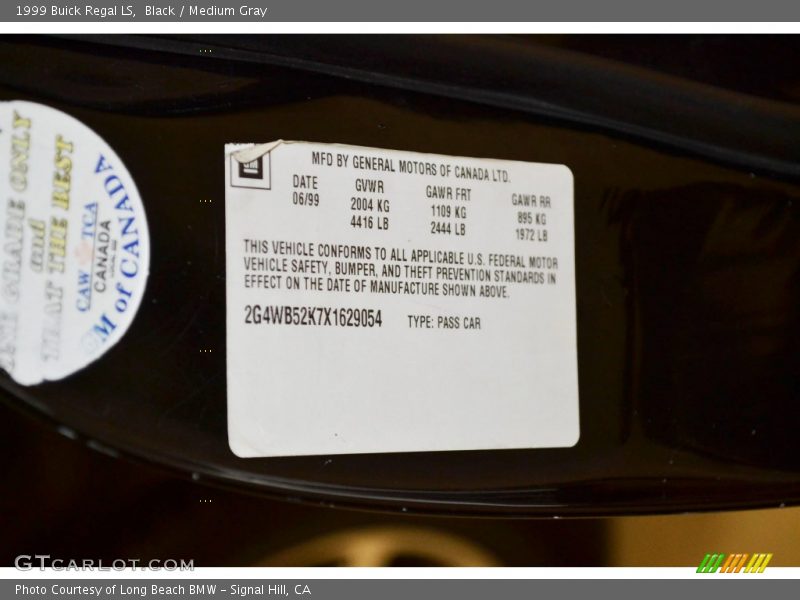 1999 Buick Regal LS, Black / Medium Gray
MFD BY GENERAL MOTORS OF CANADA LTD.
DATE GVWR GAWR FRT GAWR RR
06/99 2004 KG 1109 KG 895 KG
4416 LB 2444 LB 1972 LB
THIS VEHICLE CONFORMS TO ALL APPLICABLE U.S. FEDERAL MOTOR
VEHICLE SAFETY, BUMPER, AND THEFT PREVENTION STANDARDS IN
EFFECT ON THE DATE OF MANUFACTURE SHOWN ABOVE.
2G4WB52K7X1629054 TYPE: PASS CAR
GRADE ONLY
and
THAT THE BEST
CAW TCA
CANADA
M of CANADA
GTCARLOT.COM
Photo Courtesy of Long Beach BMW - Signal Hill, CA